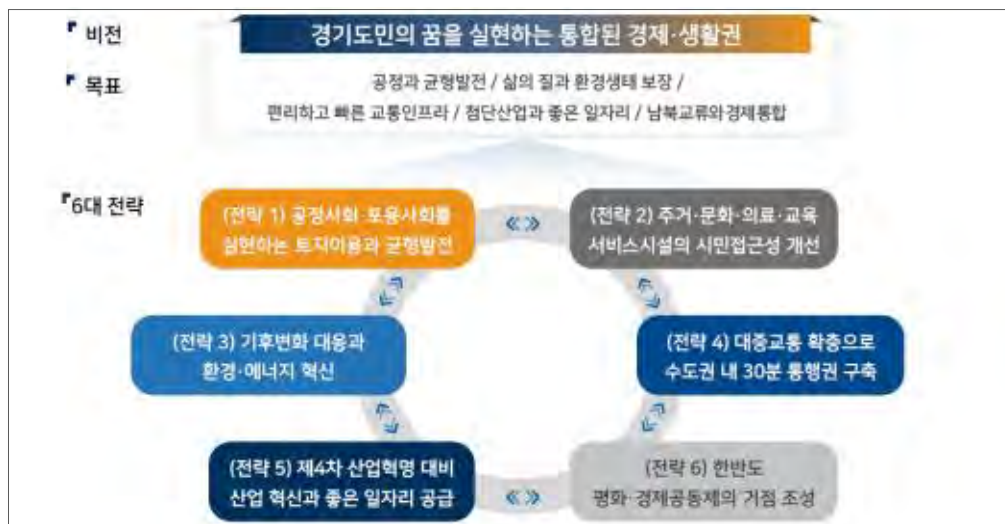 『 비전
경기도민의 꿈을 실현하는 통합된 경제·생활권
『 목표
공정과 균형발전 / 삶의 질과 환경생태 보장 /
편리하고 빠른 교통인프라 / 첨단산업과 좋은 일자리 / 남북교류와경제통합
『6대 전략
(전략 1) 공정사회·포용사회를
실현하는 토지이용과 균형발전
(전략 2) 주거·문화·의료·교육
서비스시설의 시민접근성 개선
(전략 3) 기후변화 대응과
환경·에너지 혁신
(전략 4) 대중교통 확충으로
수도권 내 30분 통행권 구축
(전략 5) 제4차 산업혁명 대비
산업 혁신과 좋은 일자리 공급
(전략 6) 한반도
평화·경제공동체의 거점 조성